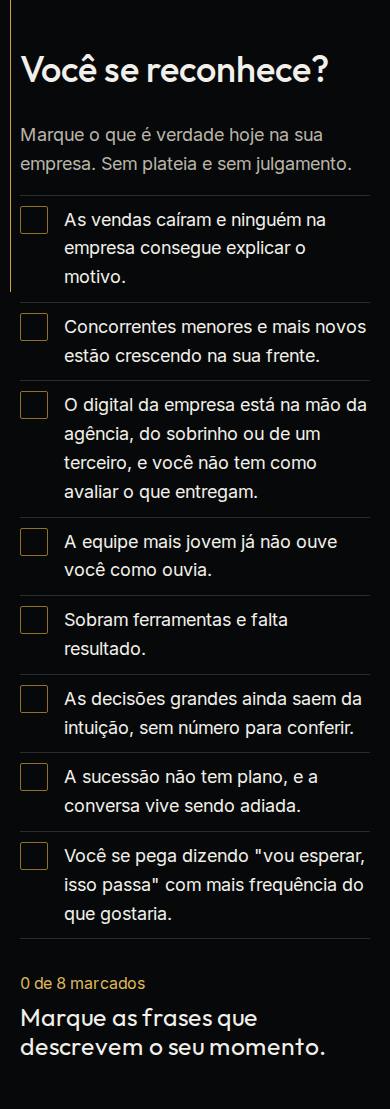 Você se reconhece?
Marque o que é verdade hoje na sua
empresa. Sem plateia e sem julgamento.
As vendas caíram e ninguém na
empresa consegue explicar o
motivo.
Concorrentes menores e mais novos
estão crescendo na sua frente.
O digital da empresa está na mão da
agência, do sobrinho ou de um
terceiro, e você não tem como
avaliar o que entregam.
A equipe mais jovem já não ouve
você como ouvia.
Sobram ferramentas e falta
resultado.
As decisões grandes ainda saem da
intuição, sem número para conferir.
A sucessão não tem plano, e a
conversa vive sendo adiada.
Você se pega dizendo "vou esperar,
isso passa" com mais frequência do
que gostaria.
0 de 8 marcados
Marque as frases que
descrevem o seu momento.